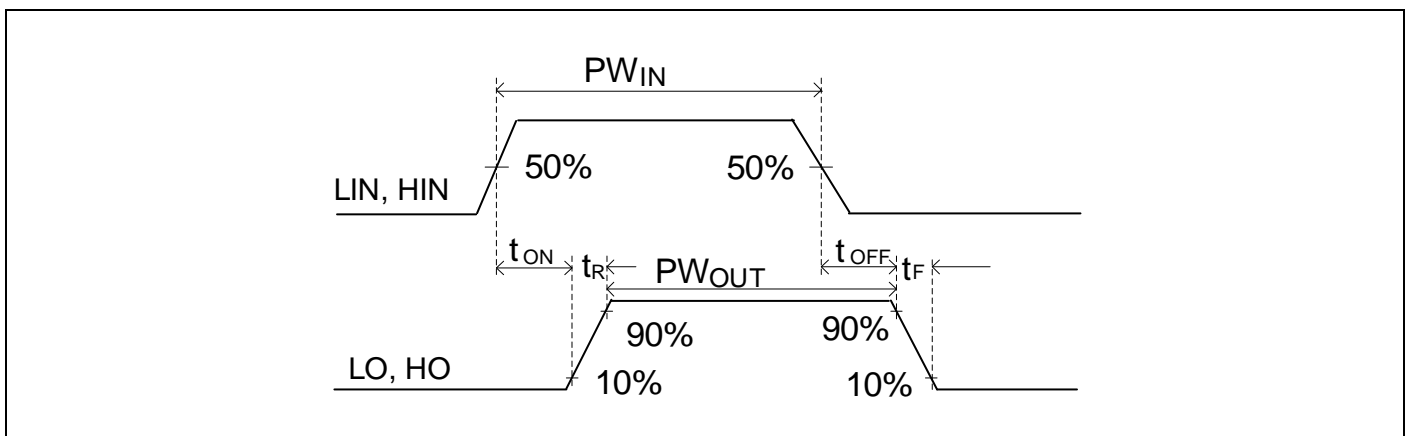 PWIN
50% 50%
LIN, HIN
tON tR PWOUT tOFF tF
90% 90%
LO, HO 10% 10%